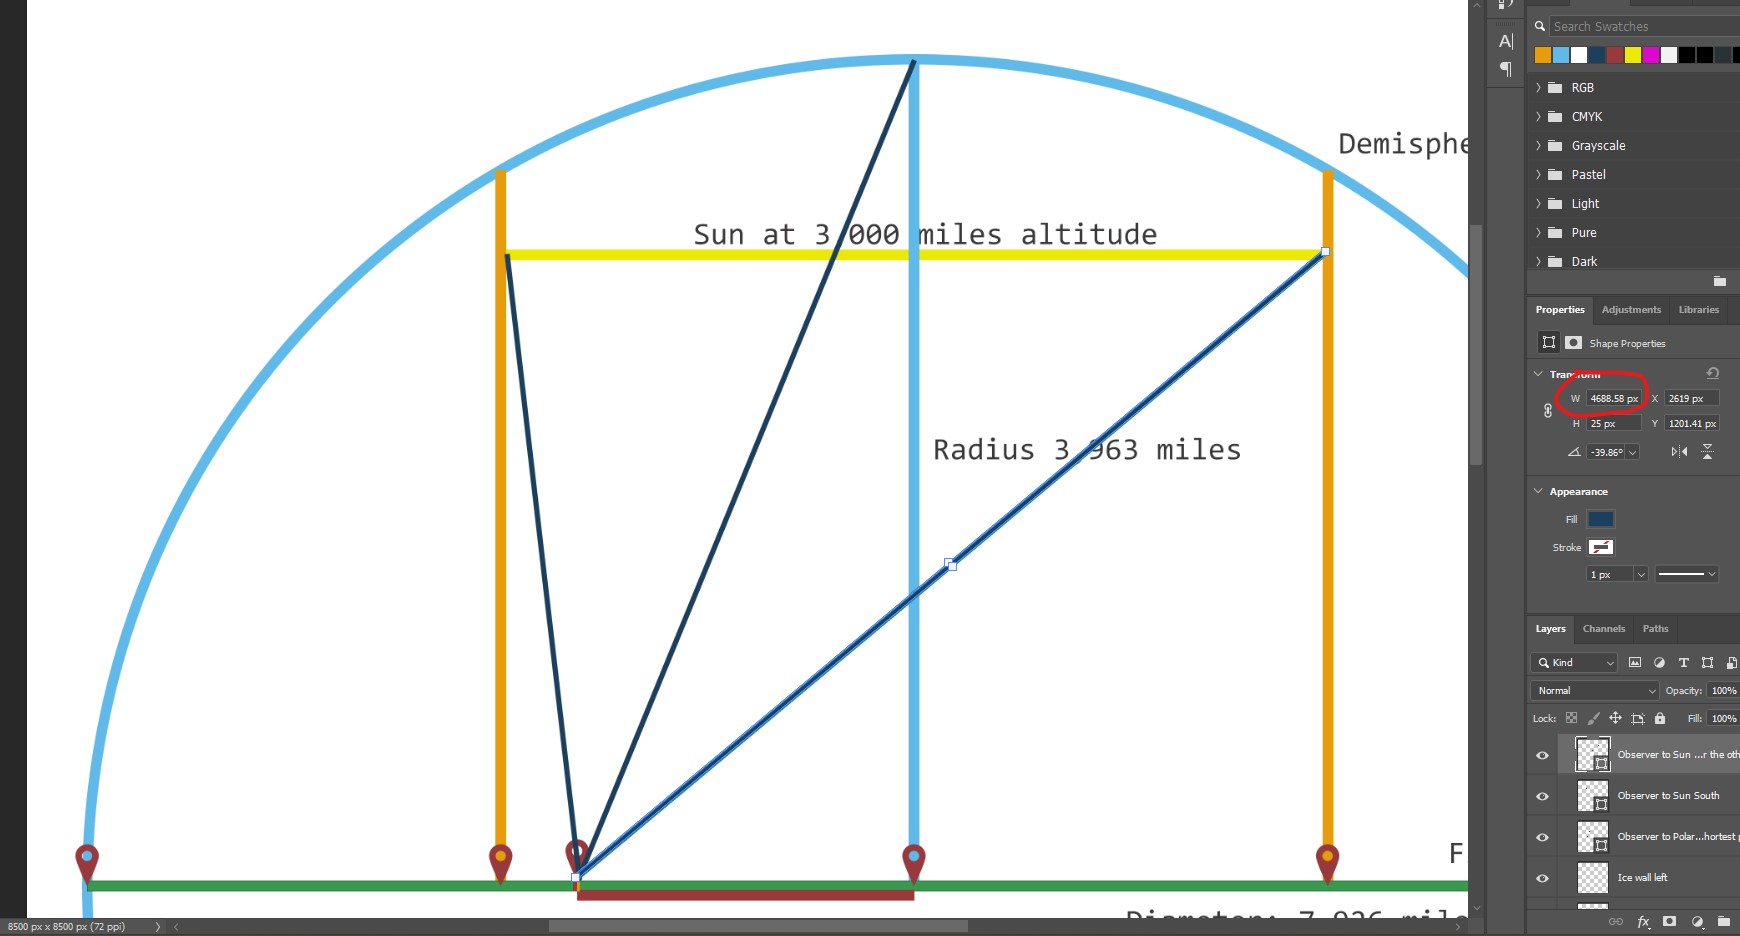 Search Swatches
RGB
CMYK
Demisphe
Grayscale
Pastel
Light
Sun at 3,000 miles altitude
Pure
Dark
Properties Adjustments Libraries
Shape Properties
Transform
W 4688.58 px X 2619 px
H 25 px Y 1201.41 px
Radius 3,963 miles
-39.86°
Appearance
Fill
Stroke
1 px
Layers Channels Paths
Kind
Normal Opacity: 100%
Lock: Fill: 100%
Observer to Sun ...r the oth
Observer to Sun South
Observer to Polar...hortest p
F
Ice wall left
Diameter: 7,926 mile
8500 px x 8500 px (72 ppi)